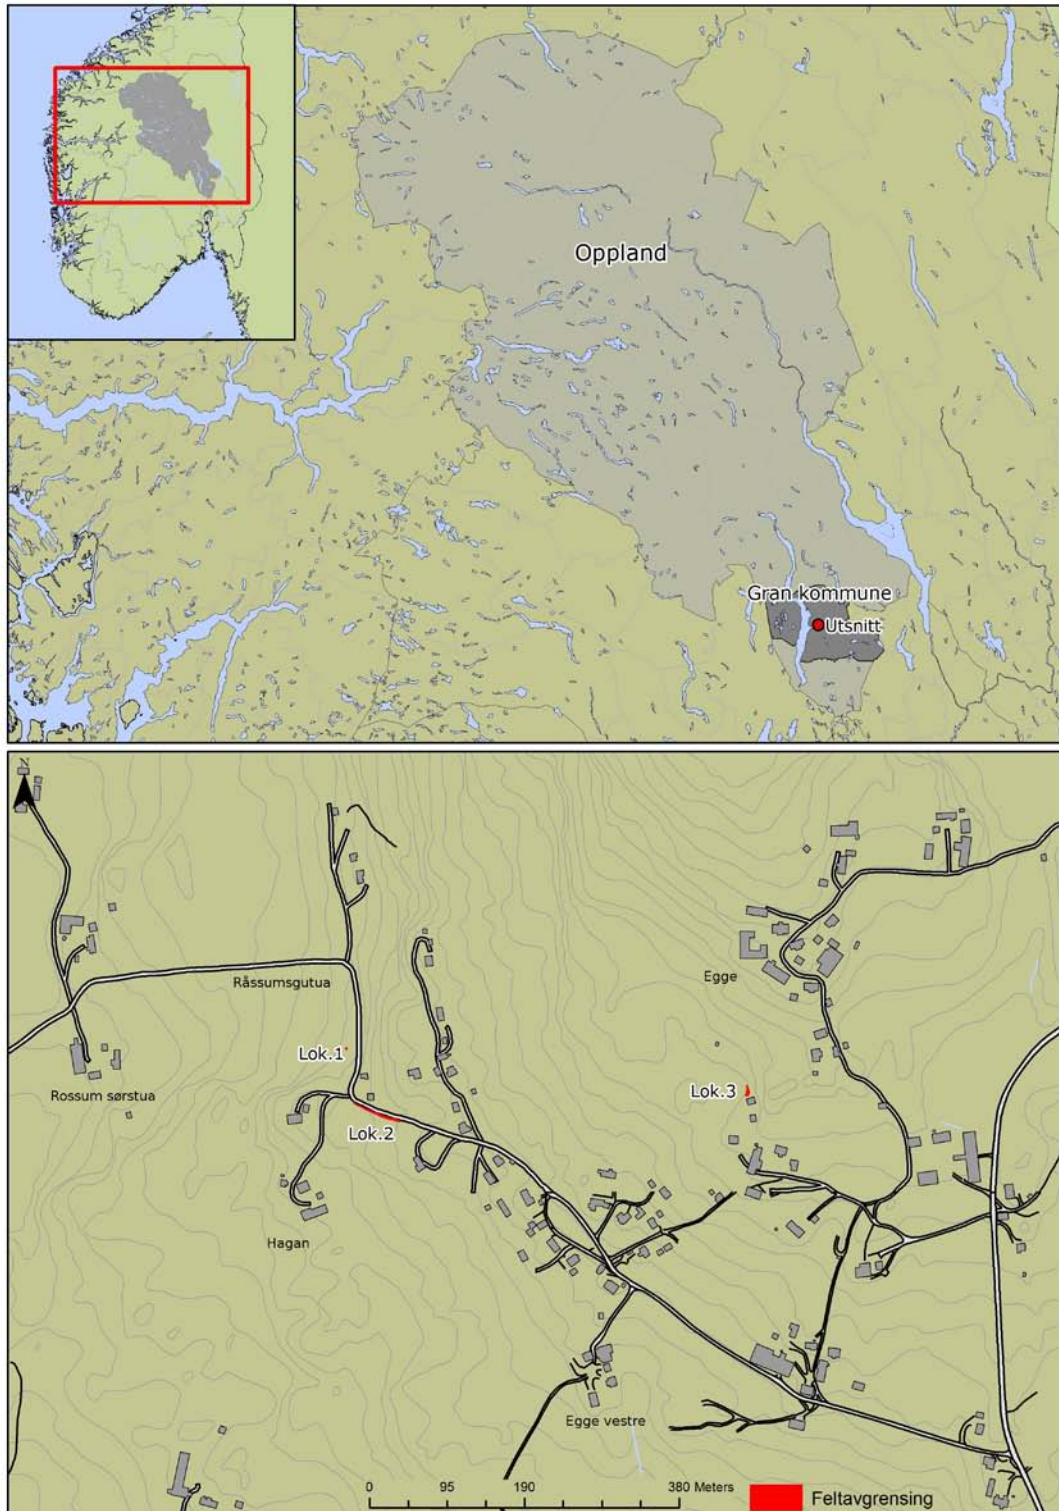 Oppland
Gran kommune
Utsnitt
N
Råssumsgutua
Egge
Lok.1
Rossum sørstua
Lok.3
Lok.2
Hagan
Egge vestre
0 95 190 380 Meters
Feltavgrensing